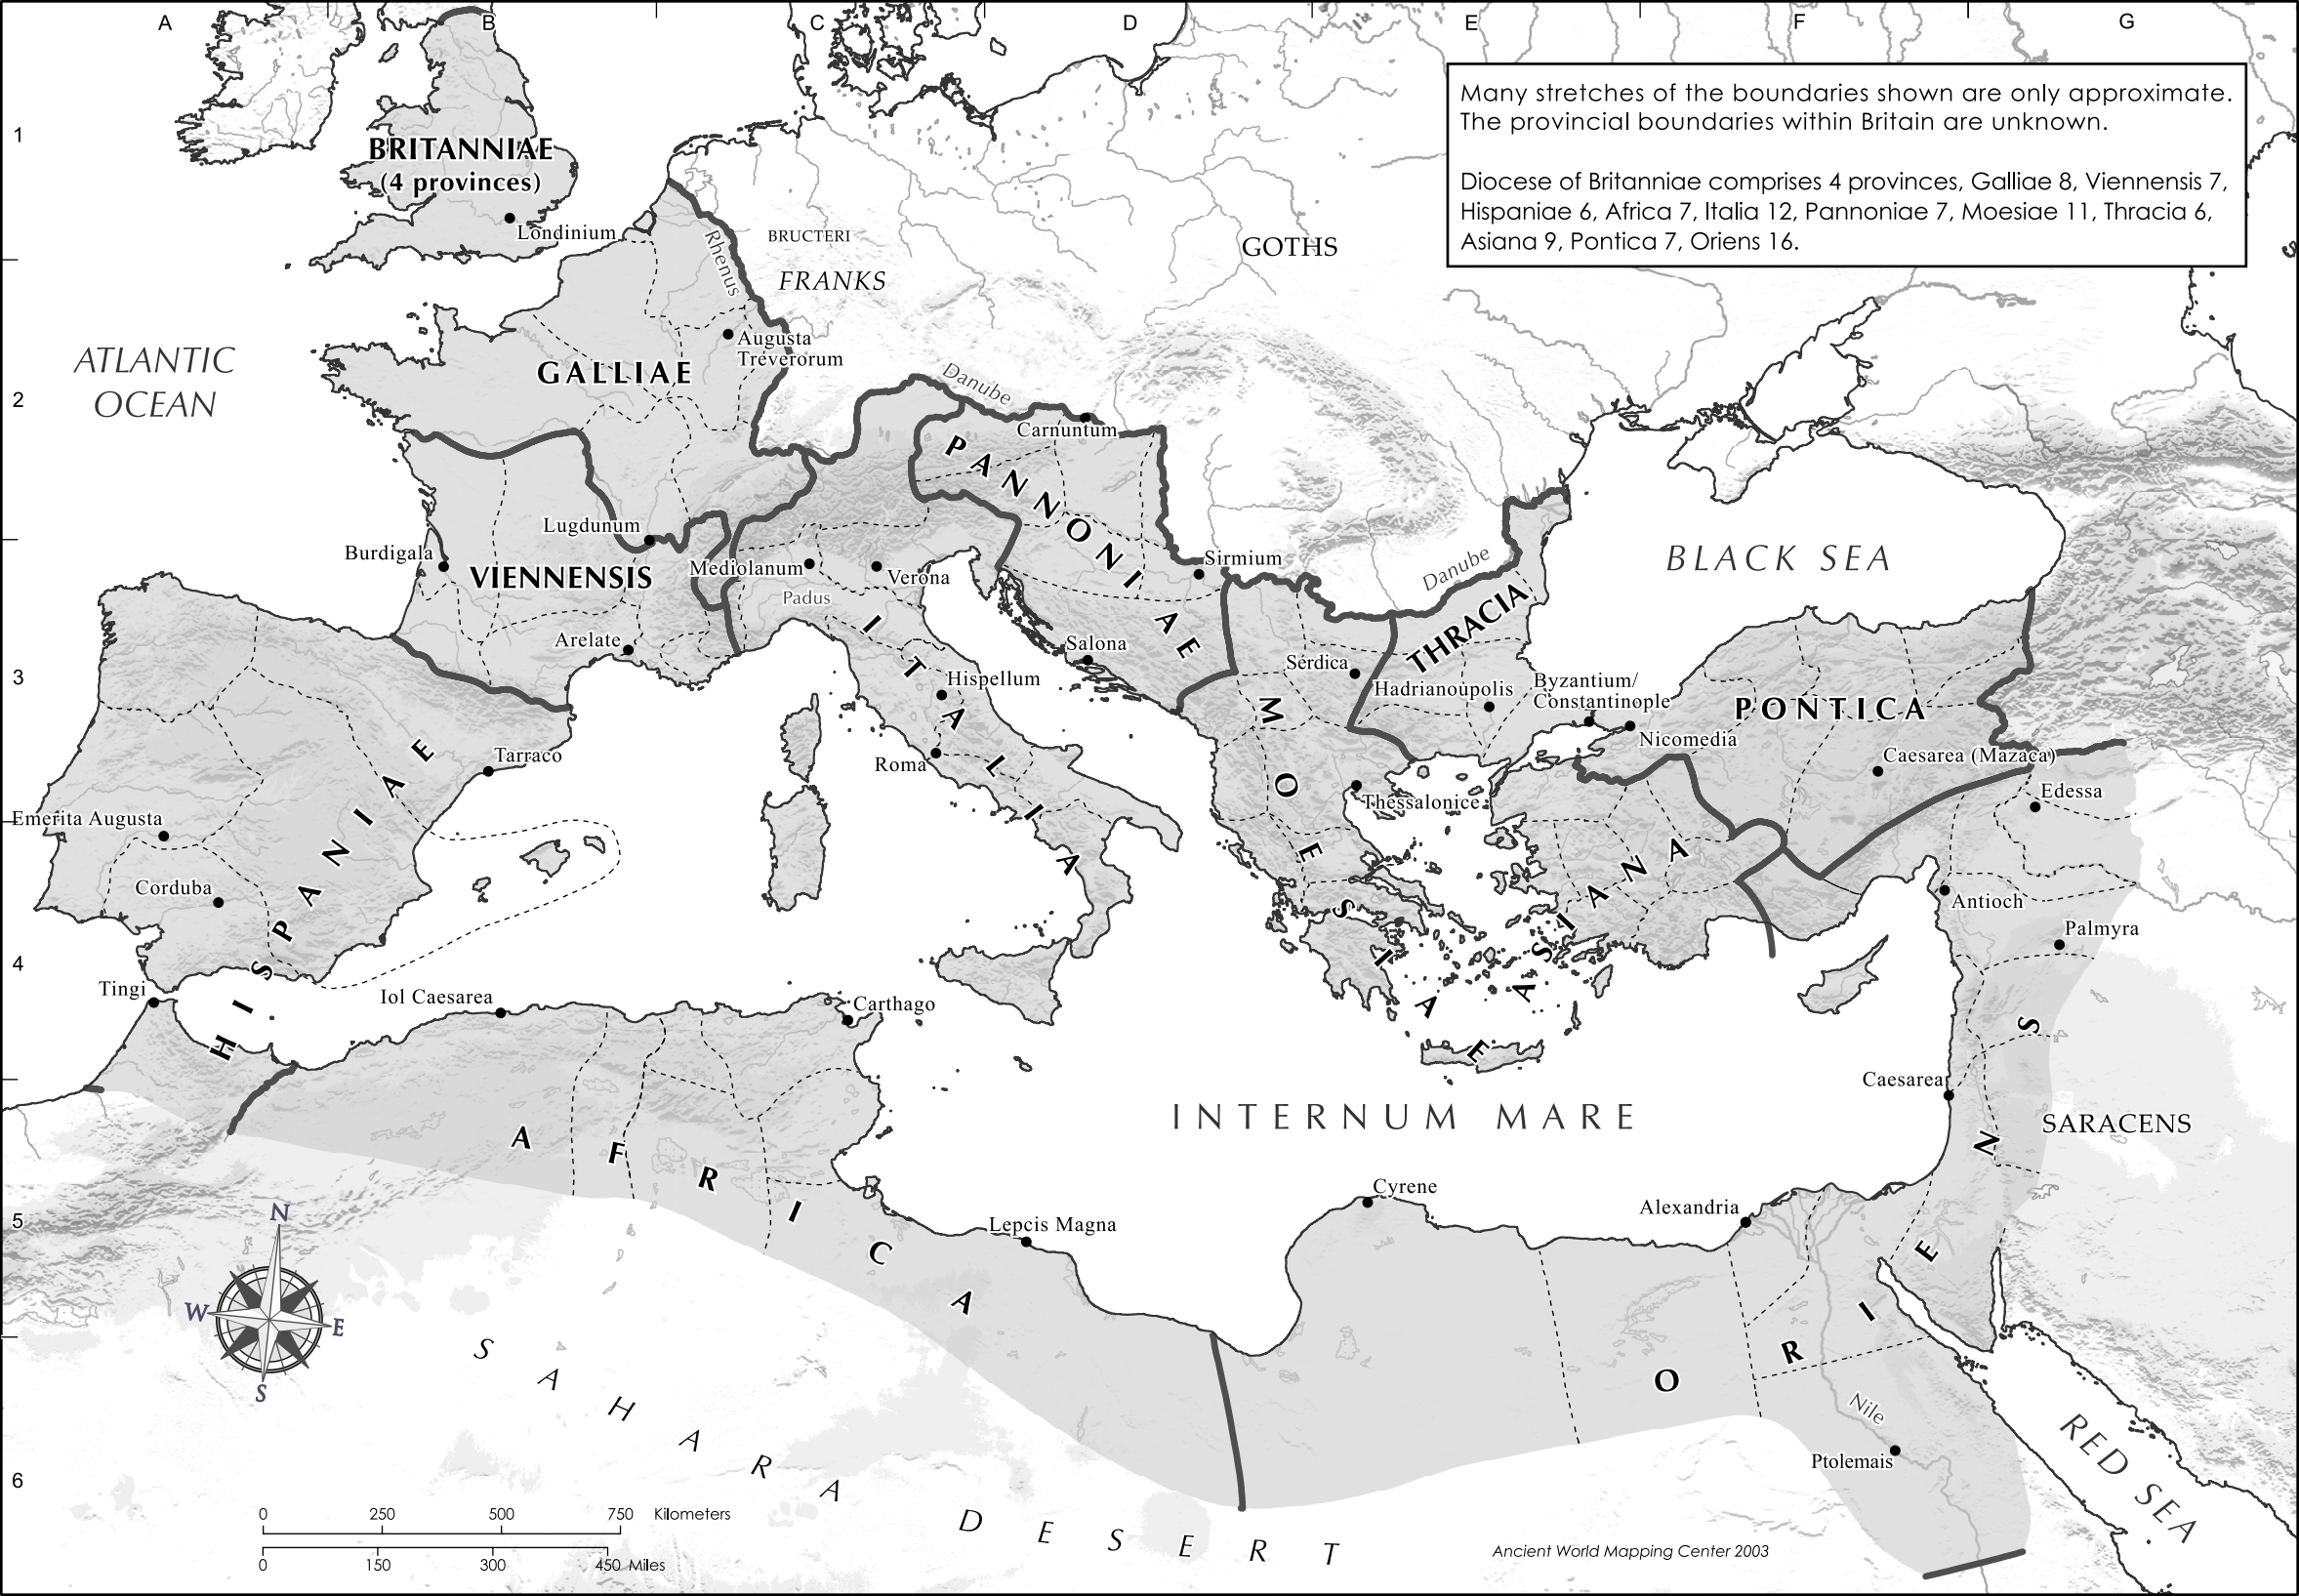 A
B
C
D
E
F
G
1
2
3
4
5
6
Many stretches of the boundaries shown are only approximate.
The provincial boundaries within Britain are unknown.
Diocese of Britanniae comprises 4 provinces, Galliae 8, Viennensis 7,
Hispaniae 6, Africa 7, Italia 12, Pannoniae 7, Moesiae 11, Thracia 6,
Asiana 9, Pontica 7, Oriens 16.
BRITANNIAE
(4 provinces)
Londinium
Rhenus
BRUCTERI
FRANKS
GOTHS
ATLANTIC
OCEAN
Augusta
Treverorum
GALLIAE
Danube
Carnuntum
PANNONIAE
Lugdunum
Burdigala
VIENNENSIS
Mediolanum
Verona
Padus
Sirmium
Danube
BLACK SEA
THRACIA
Arelate
ITALIA
Salona
Serdica
Hispellum
Hadrianoupolis
Byzantium/
Constantinople
PONTICA
Nicomedia
Caesarea (Mazaca)
Tarraco
Roma
MOESIAE
Thessalonice
Edessa
Emerita Augusta
HISPANIAE
ASIANA
Corduba
Antioch
Palmyra
Tingi
Iol Caesarea
Carthago
Caesarea
INTERNUM MARE
SARACENS
AFRICA
Cyrene
Alexandria
Lepcis Magna
ORIENS
N
W
E
S
SAHARA
DESERT
Nile
Ptolemais
RED SEA
0 250 500 750 Kilometers
0 150 300 450 Miles
Ancient World Mapping Center 2003